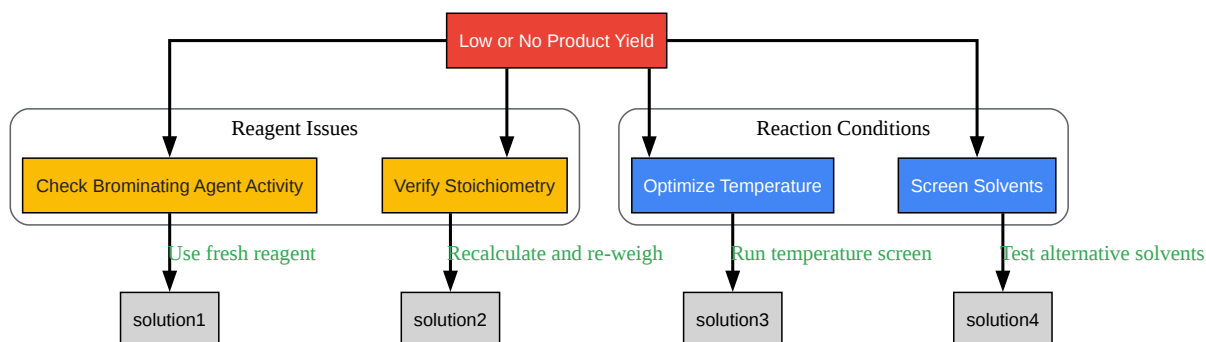 Low or No Product Yield
Reagent Issues
Reaction Conditions
Check Brominating Agent Activity
Verify Stoichiometry
Optimize Temperature
Screen Solvents
Use fresh reagent
Recalculate and re-weigh
Run temperature screen
Test alternative solvents
solution1
solution2
solution3
solution4